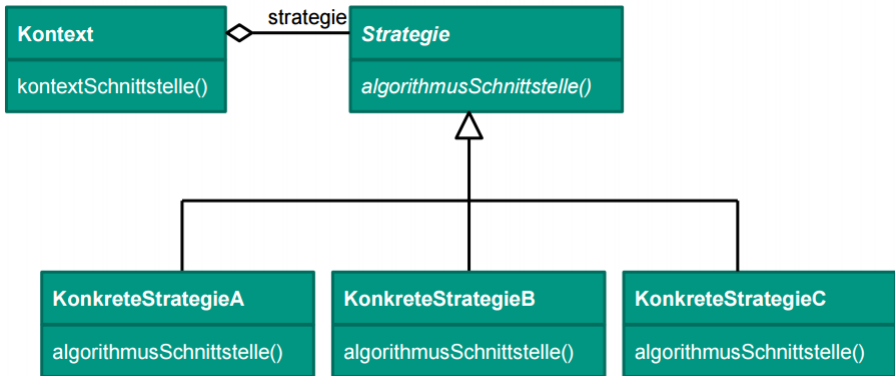 Kontext
kontextSchnittstelle()
strategie
Strategie
algorithmusSchnittstelle()
KonkreteStrategieA
algorithmusSchnittstelle()
KonkreteStrategieB
algorithmusSchnittstelle()
KonkreteStrategieC
algorithmusSchnittstelle()